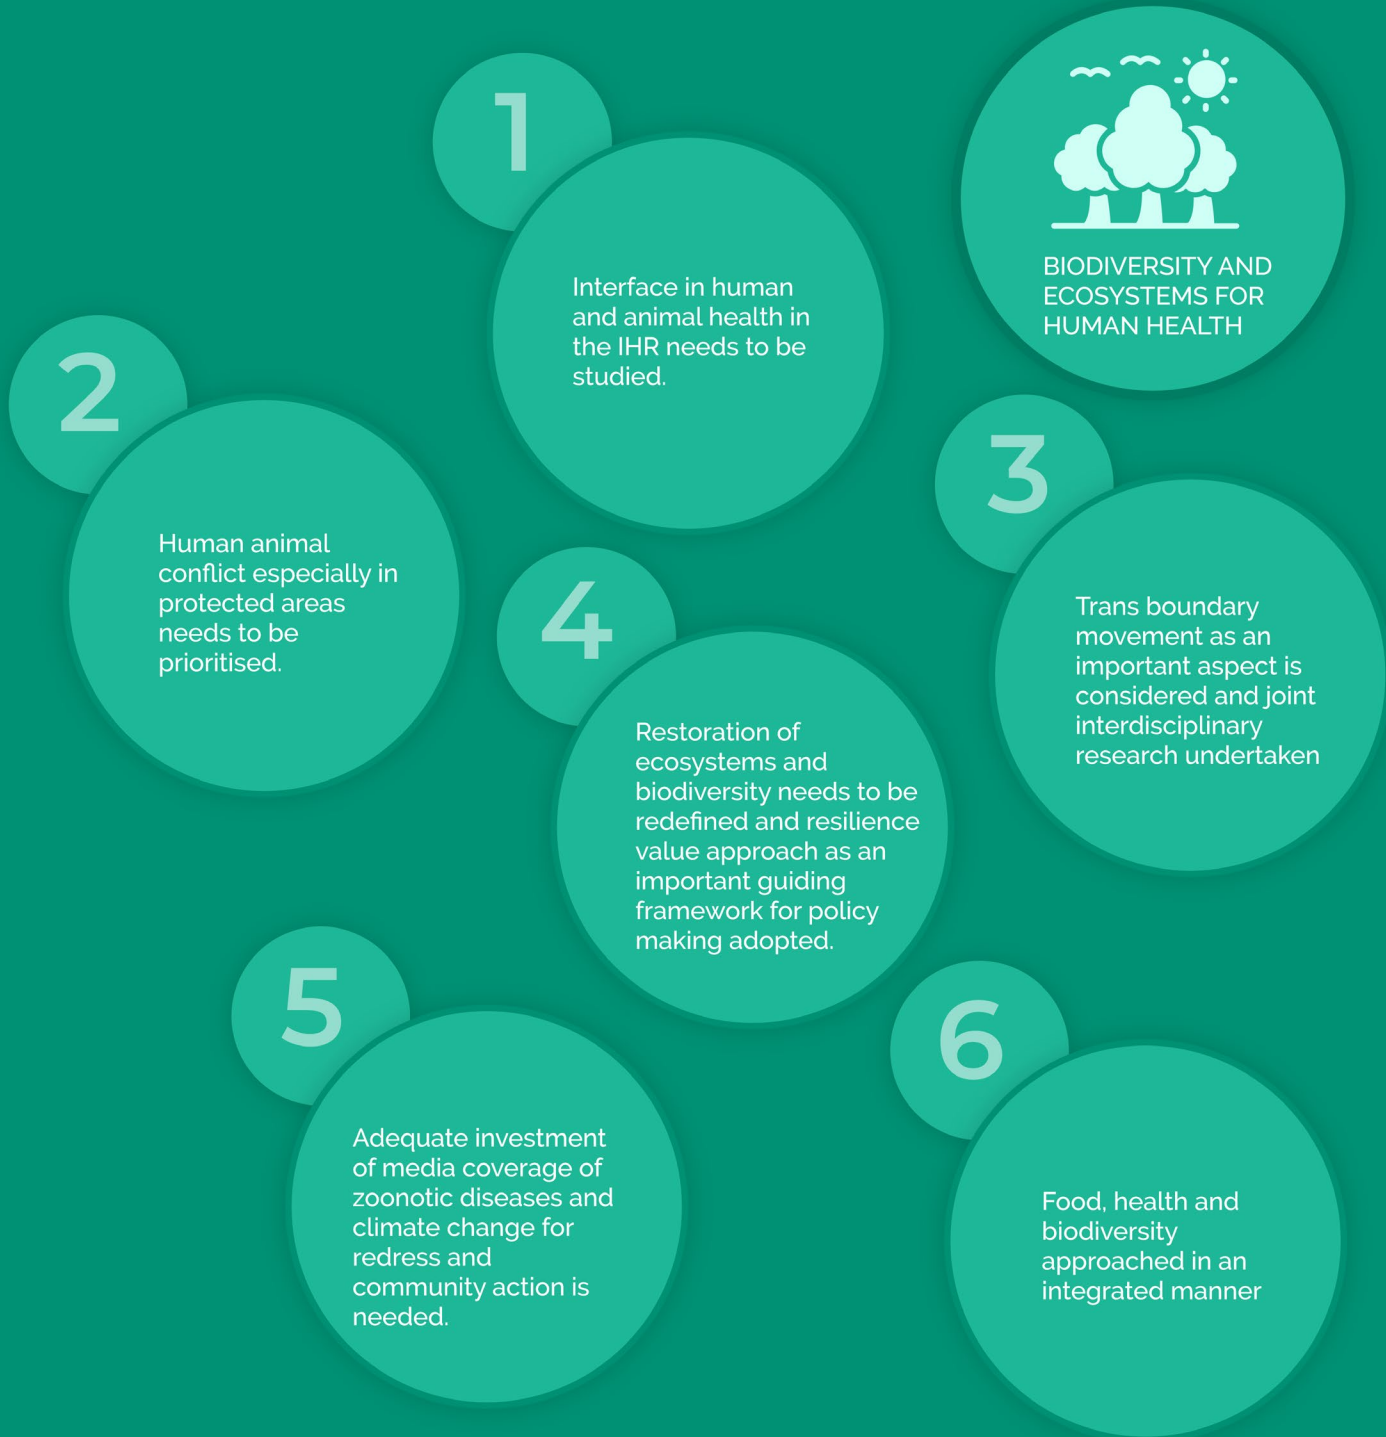 BIODIVERSITY AND
ECOSYSTEMS FOR
HUMAN HEALTH
1
Interface in human
and animal health in
the IHR needs to be
studied.
2
Human animal
conflict especially in
protected areas
needs to be
prioritised.
3
Trans boundary
movement as an
important aspect is
considered and joint
interdisciplinary
research undertaken
4
Restoration of
ecosystems and
biodiversity needs to be
redefined and resilience
value approach as an
important guiding
framework for policy
making adopted.
5
Adequate investment
of media coverage of
zoonotic diseases and
climate change for
redress and
community action is
needed.
6
Food, health and
biodiversity
approached in an
integrated manner